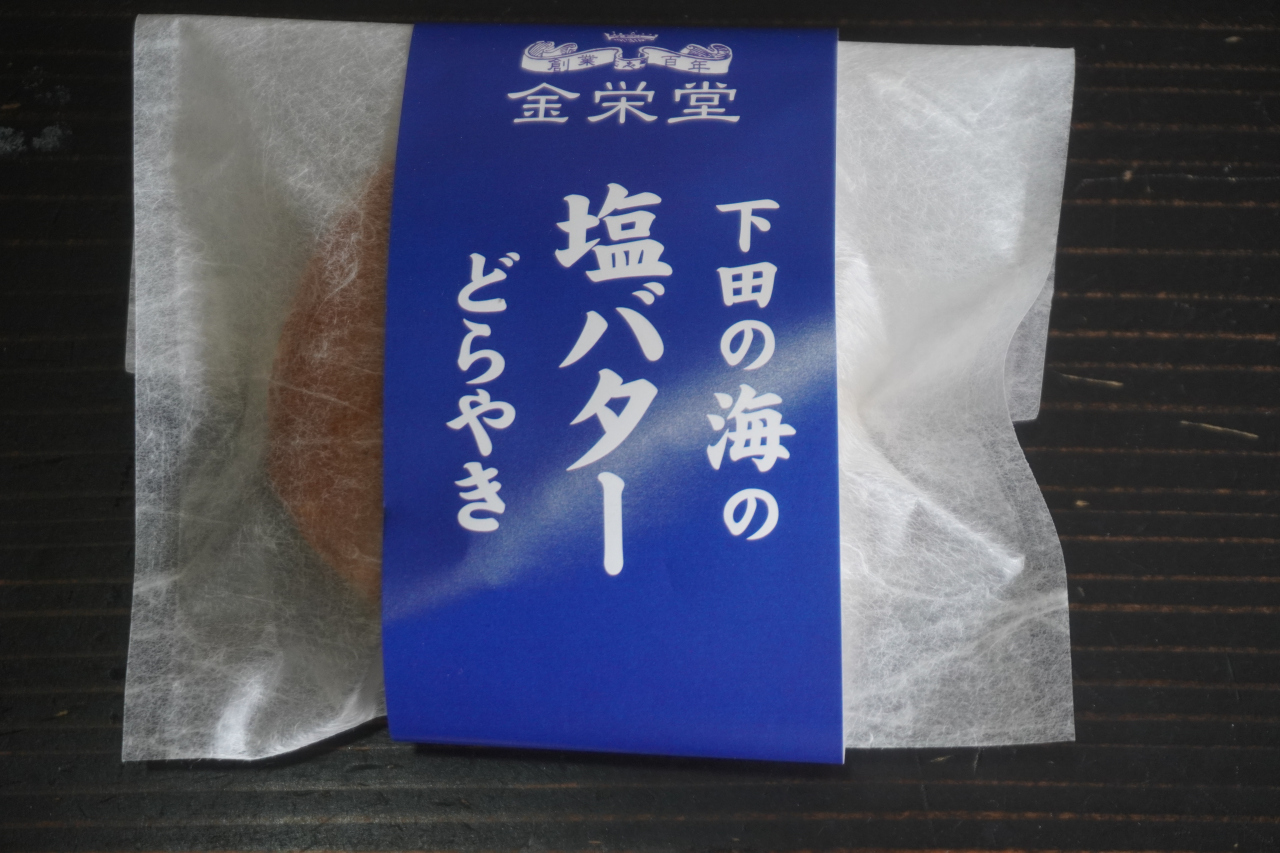 創業百年
金栄堂
下田の海の
塩バター
どらやき